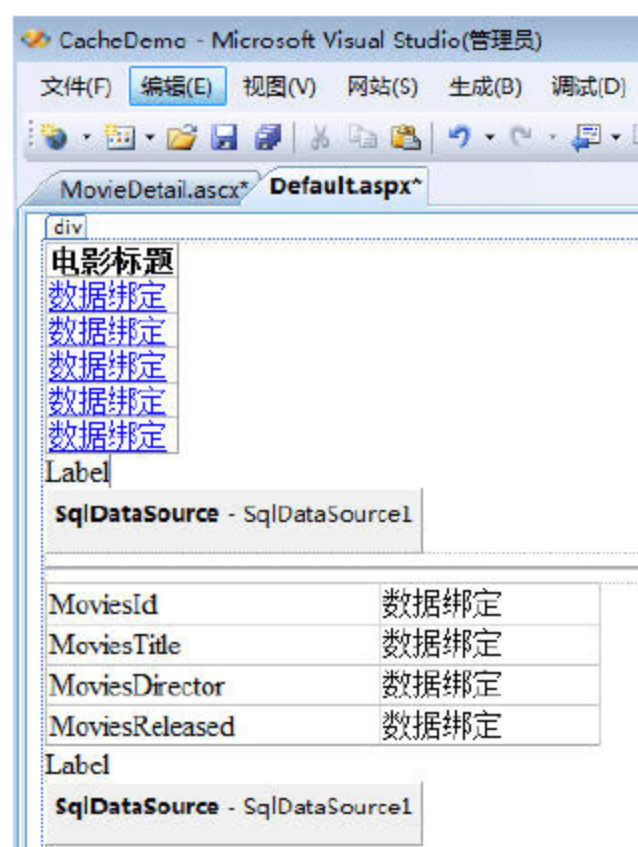 CacheDemo - Microsoft Visual Studio(管理员)
文件(F) 编辑(E) 视图(V) 网站(S) 生成(B) 调试(D)
MovieDetail.ascx* Default.aspx*
div
电影标题
数据绑定
数据绑定
数据绑定
数据绑定
数据绑定
Label
SqlDataSource - SqlDataSource1
MoviesId 数据绑定
MoviesTitle 数据绑定
MoviesDirector 数据绑定
MoviesReleased 数据绑定
Label
SqlDataSource - SqlDataSource1